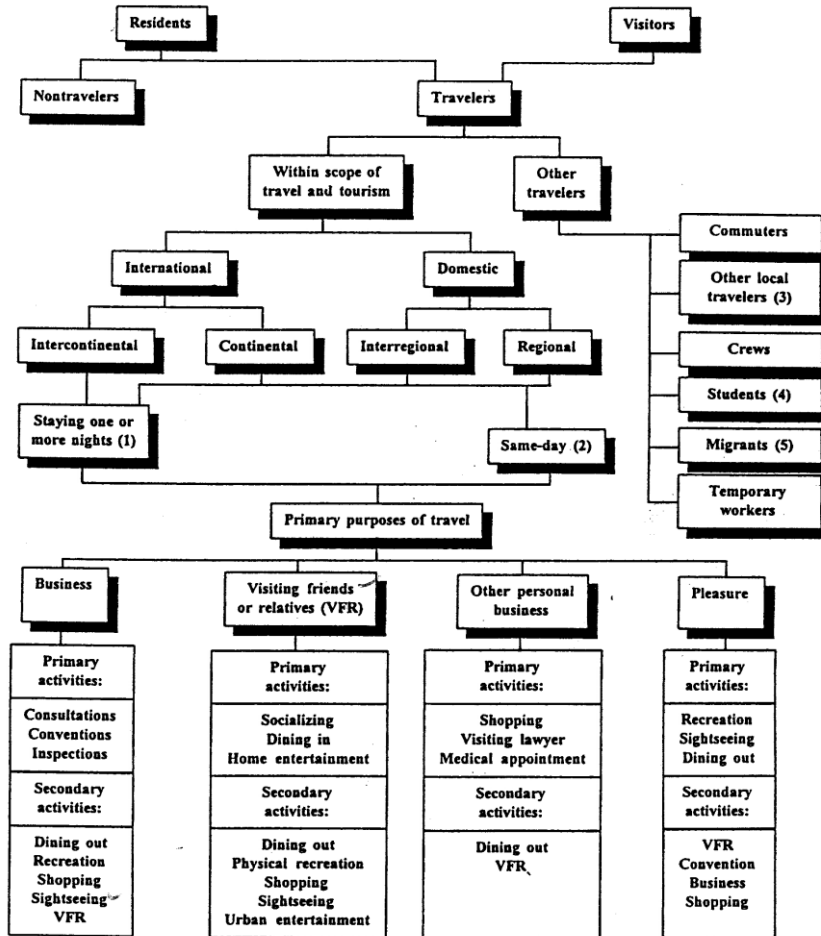 Residents
Visitors
Nontravelers
Travelers
Within scope of
travel and tourism
Other
travelers
International
Domestic
Commuters
Other local
travelers (3)
Crews
Students (4)
Migrants (5)
Temporary
workers
Intercontinental
Continental
Interregional
Regional
Staying one or
more nights (1)
Same-day (2)
Primary purposes of travel
Business
Primary
activities:
Consultations
Conventions
Inspections
Secondary
activities:
Dining out
Recreation
Shopping
Sightseeing
VFR
Visiting friends
or relatives (VFR)
Primary
activities:
Socializing
Dining in
Home entertainment
Secondary
activities:
Dining out
Physical recreation
Shopping
Sightseeing
Urban entertainment
Other personal
business
Primary
activities:
Shopping
Visiting lawyer
Medical appointment
Secondary
activities:
Dining out
VFR
Pleasure
Primary
activities:
Recreation
Sightseeing
Dining out
Secondary
activities:
VFR
Convention
Business
Shopping